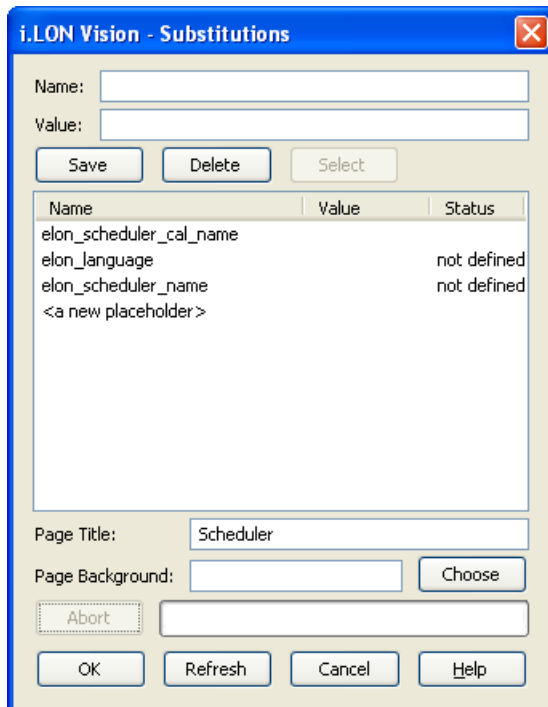 i.LON Vision - Substitutions
Name:
Value:
Save Delete Select
Name Value Status
elon_scheduler_cal_name
elon_language not defined
elon_scheduler_name not defined
<a new placeholder>
Page Title: Scheduler
Page Background: Choose
Abort
OK Refresh Cancel Help